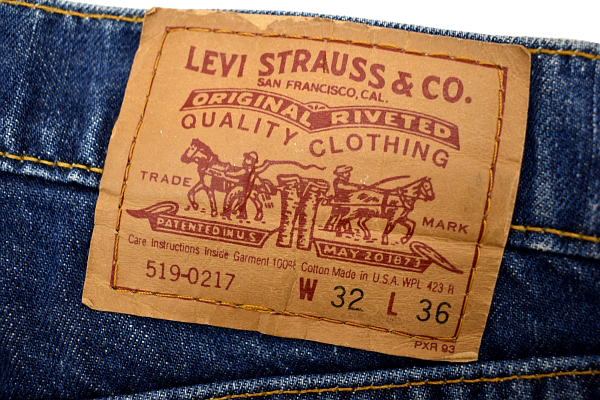 LEVI STRAUSS & CO.
SAN FRANCISCO, CAL.
ORIGINAL RIVETED
QUALITY CLOTHING
TRADE MARK
PATENTED IN U.S. MAY 20 1873
Care Instructions Inside Garment 100% Cotton Made in U.S.A. WPL 423 R
519-0217 W 32 L 36
PXR 93